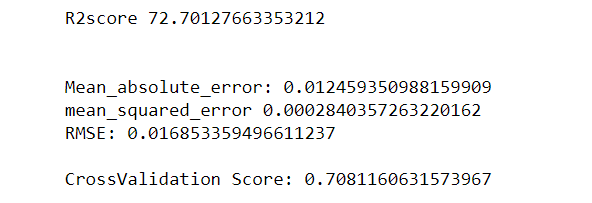 R2score 72.70127663353212
Mean_absolute_error: 0.012459350988159909
mean_squared_error 0.0002840357263220162
RMSE: 0.016853359496611237
CrossValidation Score: 0.7081160631573967